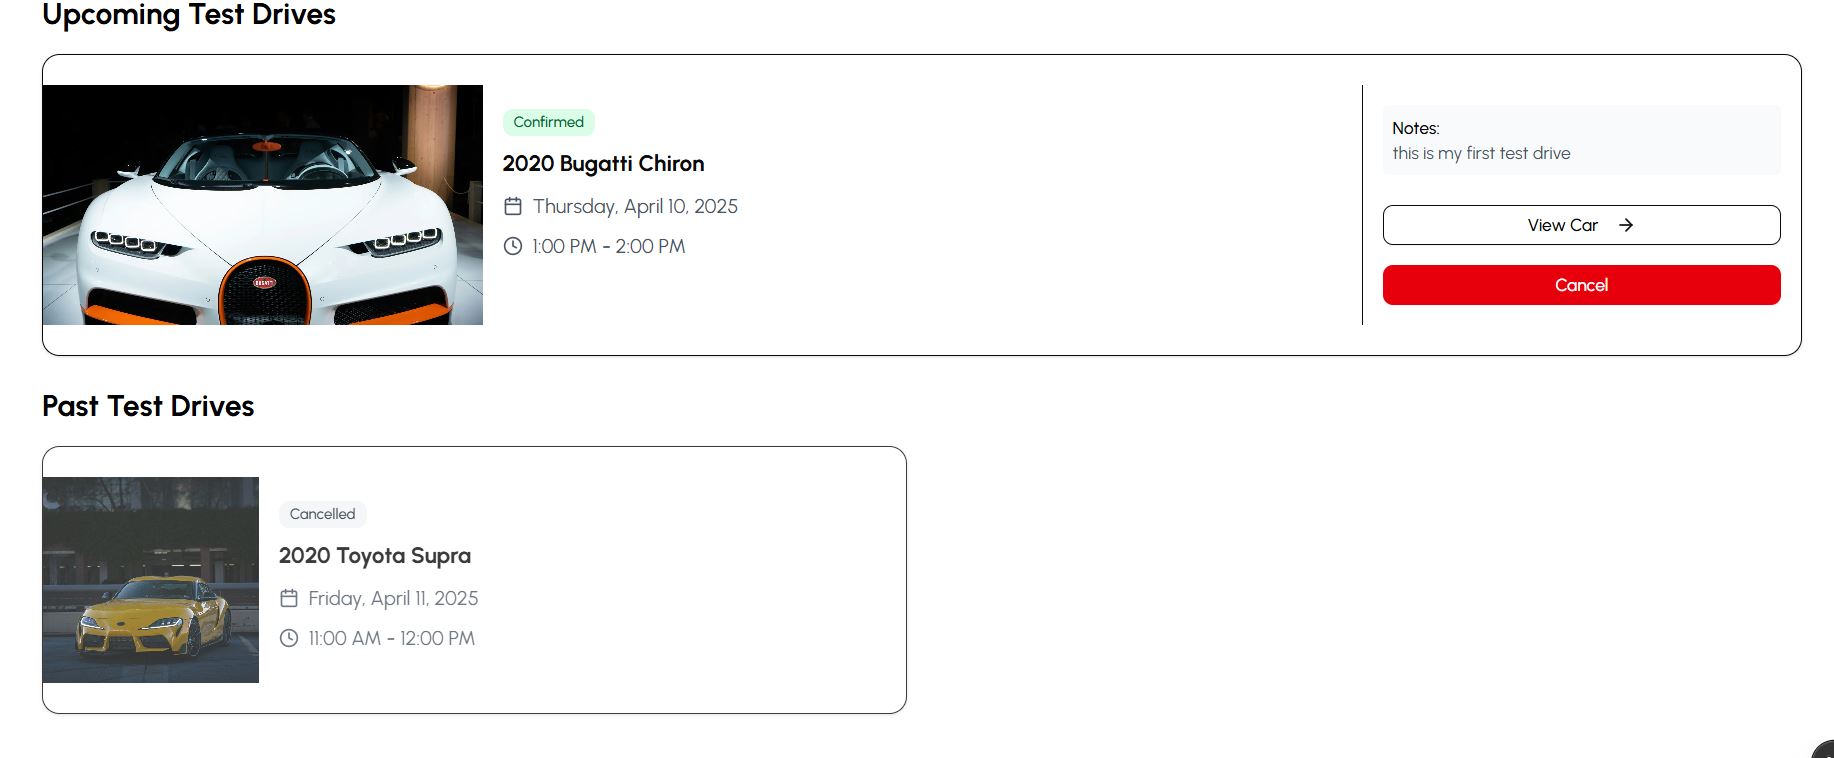 Upcoming Test Drives
Confirmed
2020 Bugatti Chiron
Thursday, April 10, 2025
1:00 PM - 2:00 PM
Notes:
this is my first test drive
View Car
Cancel
BUGATTI
Past Test Drives
Cancelled
2020 Toyota Supra
Friday, April 11, 2025
11:00 AM - 12:00 PM